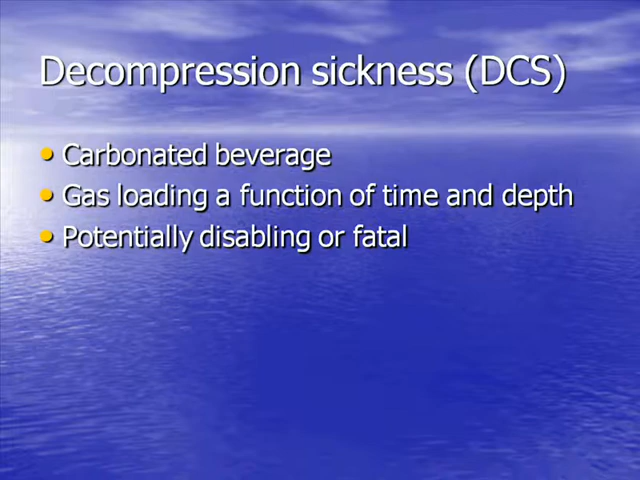 Decompression sickness (DCS)
• Carbonated beverage
• Gas loading a function of time and depth
• Potentially disabling or fatal